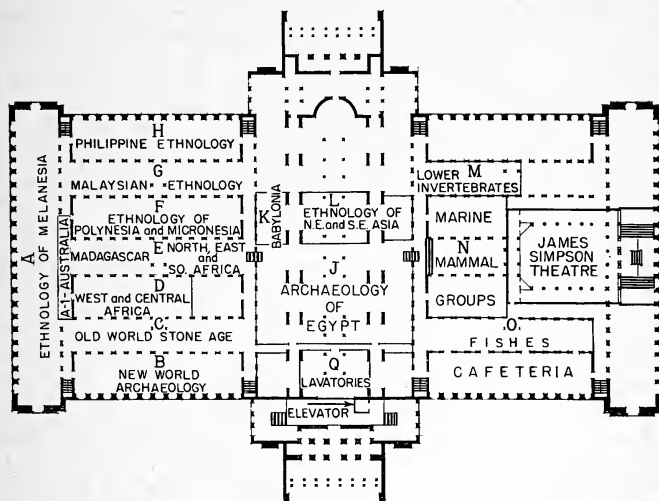 A
ETHNOLOGY OF MELANESIA
A-1-AUSTRALIA
H
PHILIPPINE ETHNOLOGY
G
MALAYSIAN ETHNOLOGY
F
ETHNOLOGY OF
POLYNESIA and MICRONESIA
E
MADAGASCAR
NORTH, EAST
and
SO. AFRICA
D
WEST and CENTRAL
AFRICA
C
OLD WORLD STONE AGE
B
NEW WORLD
ARCHAEOLOGY
K
BABYLONIA
L
ETHNOLOGY OF
N.E. and S.E. ASIA
J
ARCHAEOLOGY
OF
EGYPT
Q
LAVATORIES
ELEVATOR
M
LOWER
INVERTEBRATES
MARINE
N
MAMMAL
GROUPS
JAMES
SIMPSON
THEATRE
O
FISHES
CAFETERIA